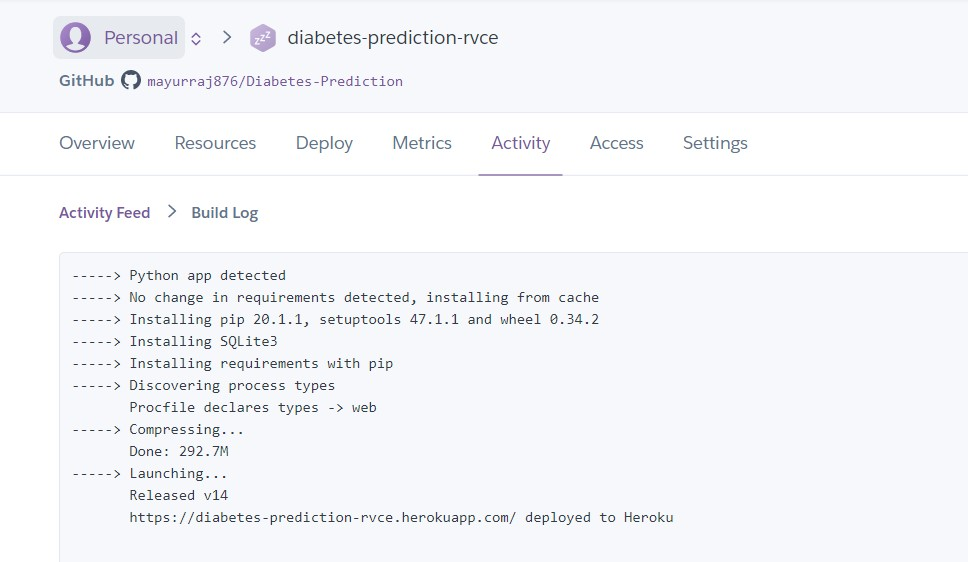 Personal > diabetes-prediction-rvce
GitHub mayurraj876/Diabetes-Prediction
Overview Resources Deploy Metrics Activity Access Settings
Activity Feed > Build Log
-----> Python app detected
-----> No change in requirements detected, installing from cache
-----> Installing pip 20.1.1, setuptools 47.1.1 and wheel 0.34.2
-----> Installing SQLite3
-----> Installing requirements with pip
-----> Discovering process types
Procfile declares types -> web
-----> Compressing...
Done: 292.7M
-----> Launching...
Released v14
https://diabetes-prediction-rvce.herokuapp.com/ deployed to Heroku